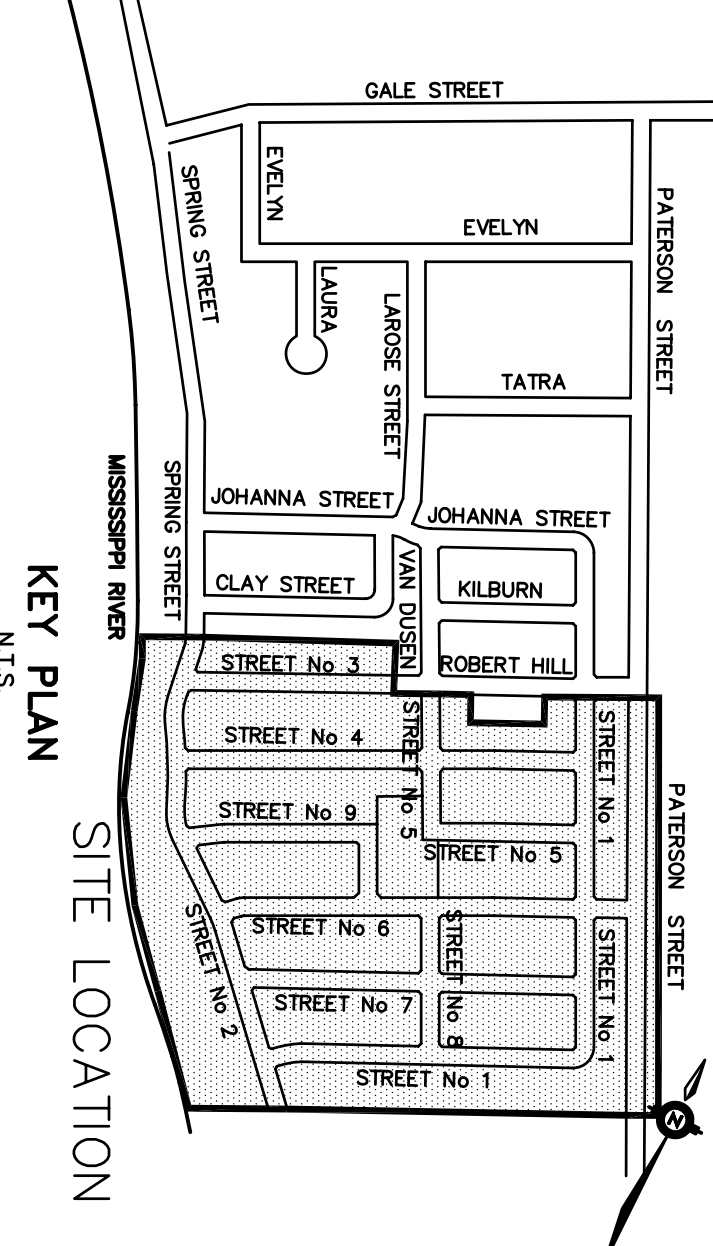 GALE STREET
EVELYN
SPRING STREET
EVELYN
PATERSON STREET
LAURA
LAROSE STREET
TATRA
MISSISSIPPI RIVER
SPRING STREET
JOHANNA STREET
JOHANNA STREET
CLAY STREET
VAN DUSEN
KILBURN
ROBERT HILL
STREET No 3
STREET No 4
STREET No 5
STREET No 1
PATERSON STREET
STREET No 9
STREET No 5
STREET No 6
STREET No 2
STREET No 8
STREET No 1
STREET No 7
STREET No 1
N
KEY PLAN
N.T.S.
SITE LOCATION